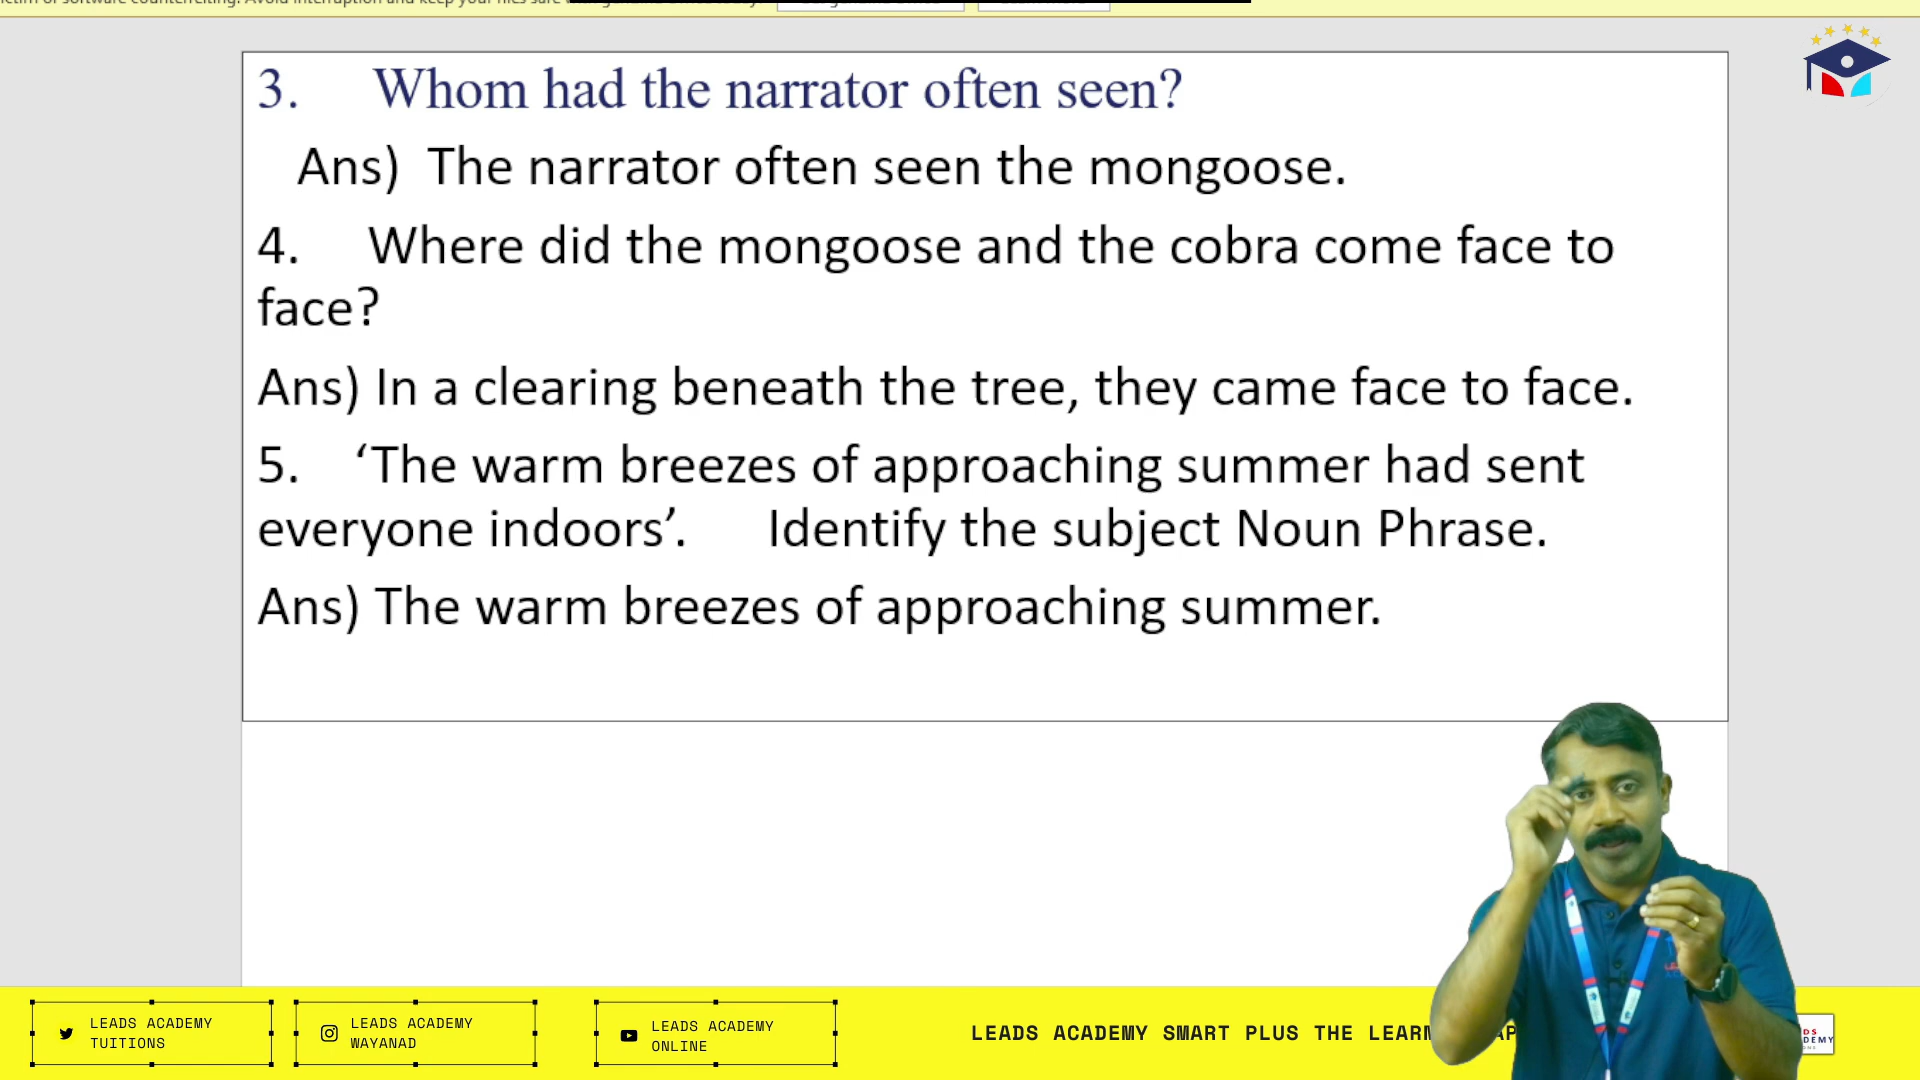 3. Whom had the narrator often seen?
Ans) The narrator often seen the mongoose.
4. Where did the mongoose and the cobra come face to
face?
Ans) In a clearing beneath the tree, they came face to face.
5. ‘The warm breezes of approaching summer had sent
everyone indoors’. Identify the subject Noun Phrase.
Ans) The warm breezes of approaching summer.
LEADS ACADEMY
TUITIONS
LEADS ACADEMY
WAYANAD
LEADS ACADEMY
ONLINE
LEADS ACADEMY SMART PLUS THE